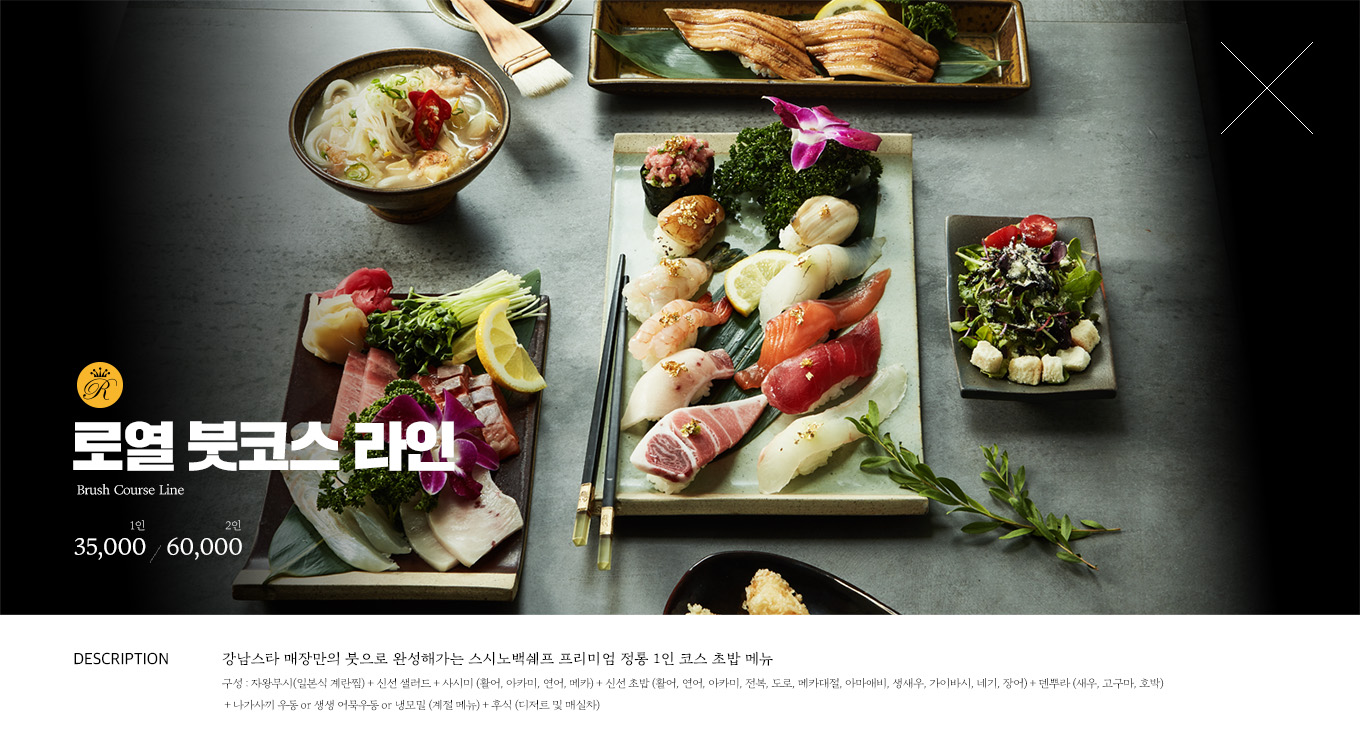 R
로열 붓코스 라인
Brush Course Line
1인 2인
35,000 / 60,000
DESCRIPTION
강남스타 매장만의 붓으로 완성해가는 스시노백쉐프 프리미엄 정통 1인 코스 초밥 메뉴
구성 : 자왕무시(일본식 계란찜) + 신선 샐러드 + 사시미 (활어, 아카미, 연어, 메카) + 신선 초밥 (활어, 연어, 아카미, 전복, 도로, 메카대절, 아마애비, 생새우, 가이바시, 네기, 장어) + 덴뿌라 (새우, 고구마, 호박)
+ 나가사끼 우동 or 생생 어묵우동 or 냉모밀 (계절 메뉴) + 후식 (디저트 및 매실차)